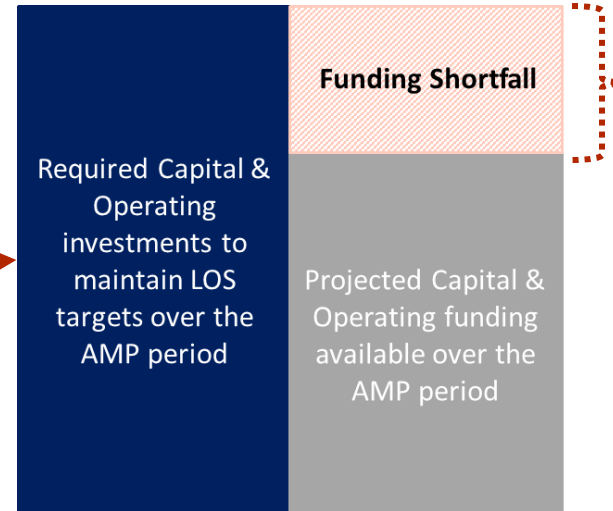 Funding Shortfall
Required Capital &
Operating
investments to
maintain LOS
targets over the
AMP period
Projected Capital &
Operating funding
available over the
AMP period